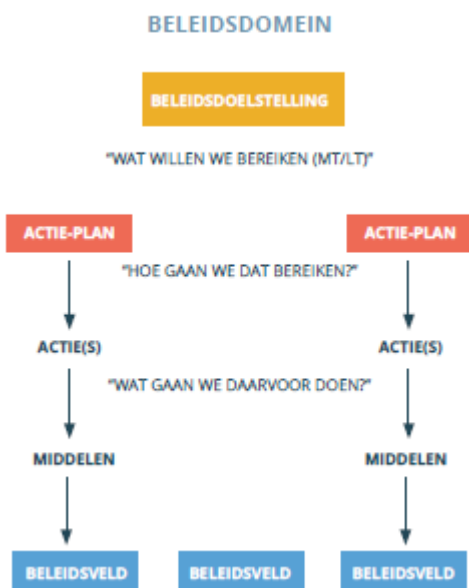 BELEIDSDOMEIN
BELEIDSDOELSTELLING
"WAT WILLEN WE BEREIKEN (MT/LT)"
ACTIE-PLAN ACTIE-PLAN
"HOE GAAN WE DAT BEREIKEN?"
ACTIE(S) ACTIE(S)
"WAT GAAN WE DAARVOOR DOEN?"
MIDDELEN MIDDELEN
BELEIDSVELD BELEIDSVELD BELEIDSVELD